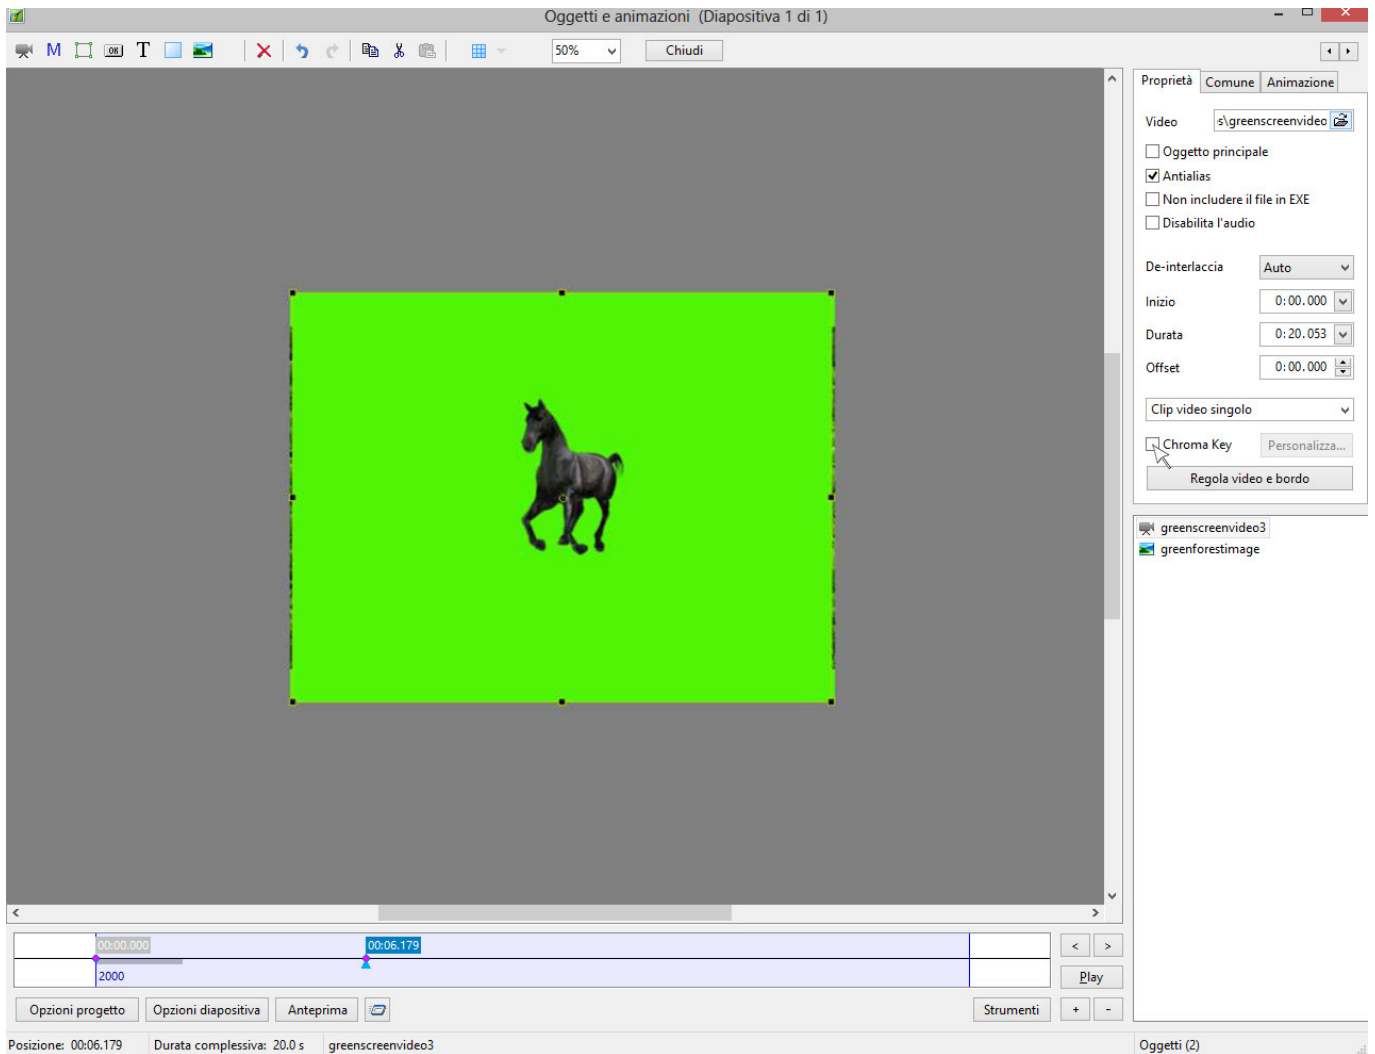 Oggetti e animazioni (Diapositiva 1 di 1)
M OK T 50% Chiudi
Proprietà Comune Animazione
Video s\greenscreenvideo
Oggetto principale
Antialias
Non includere il file in EXE
Disabilita l'audio
De-interlaccia Auto
Inizio 0:00.000
Durata 0:20.053
Offset 0:00.000
Clip video singolo
Chroma Key Personalizza...
Regola video e bordo
greenscreenvideo3
greenforestimage
00:00.000 00:06.179
2000
< >
Play
Opzioni progetto Opzioni diapositiva Anteprima Strumenti + -
Posizione: 00:06.179 Durata complessiva: 20.0 s greenscreenvideo3 Oggetti (2)